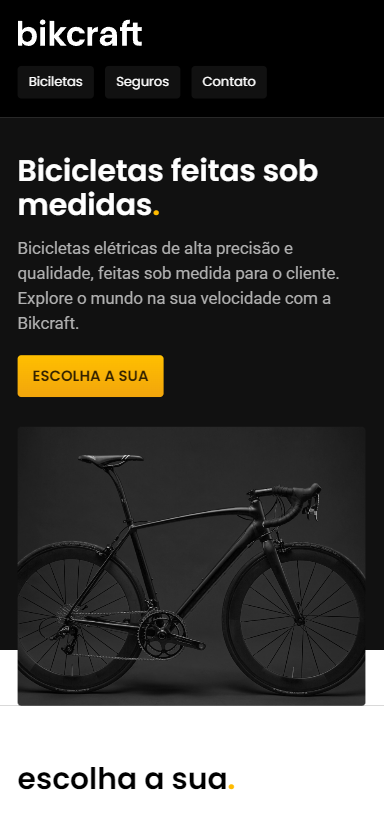 bikcraft
Biciletas Seguros Contato
Bicicletas feitas sob
medidas.
Bicicletas elétricas de alta precisão e
qualidade, feitas sob medida para o cliente.
Explore o mundo na sua velocidade com a
Bikcraft.
ESCOLHA A SUA
escolha a sua.